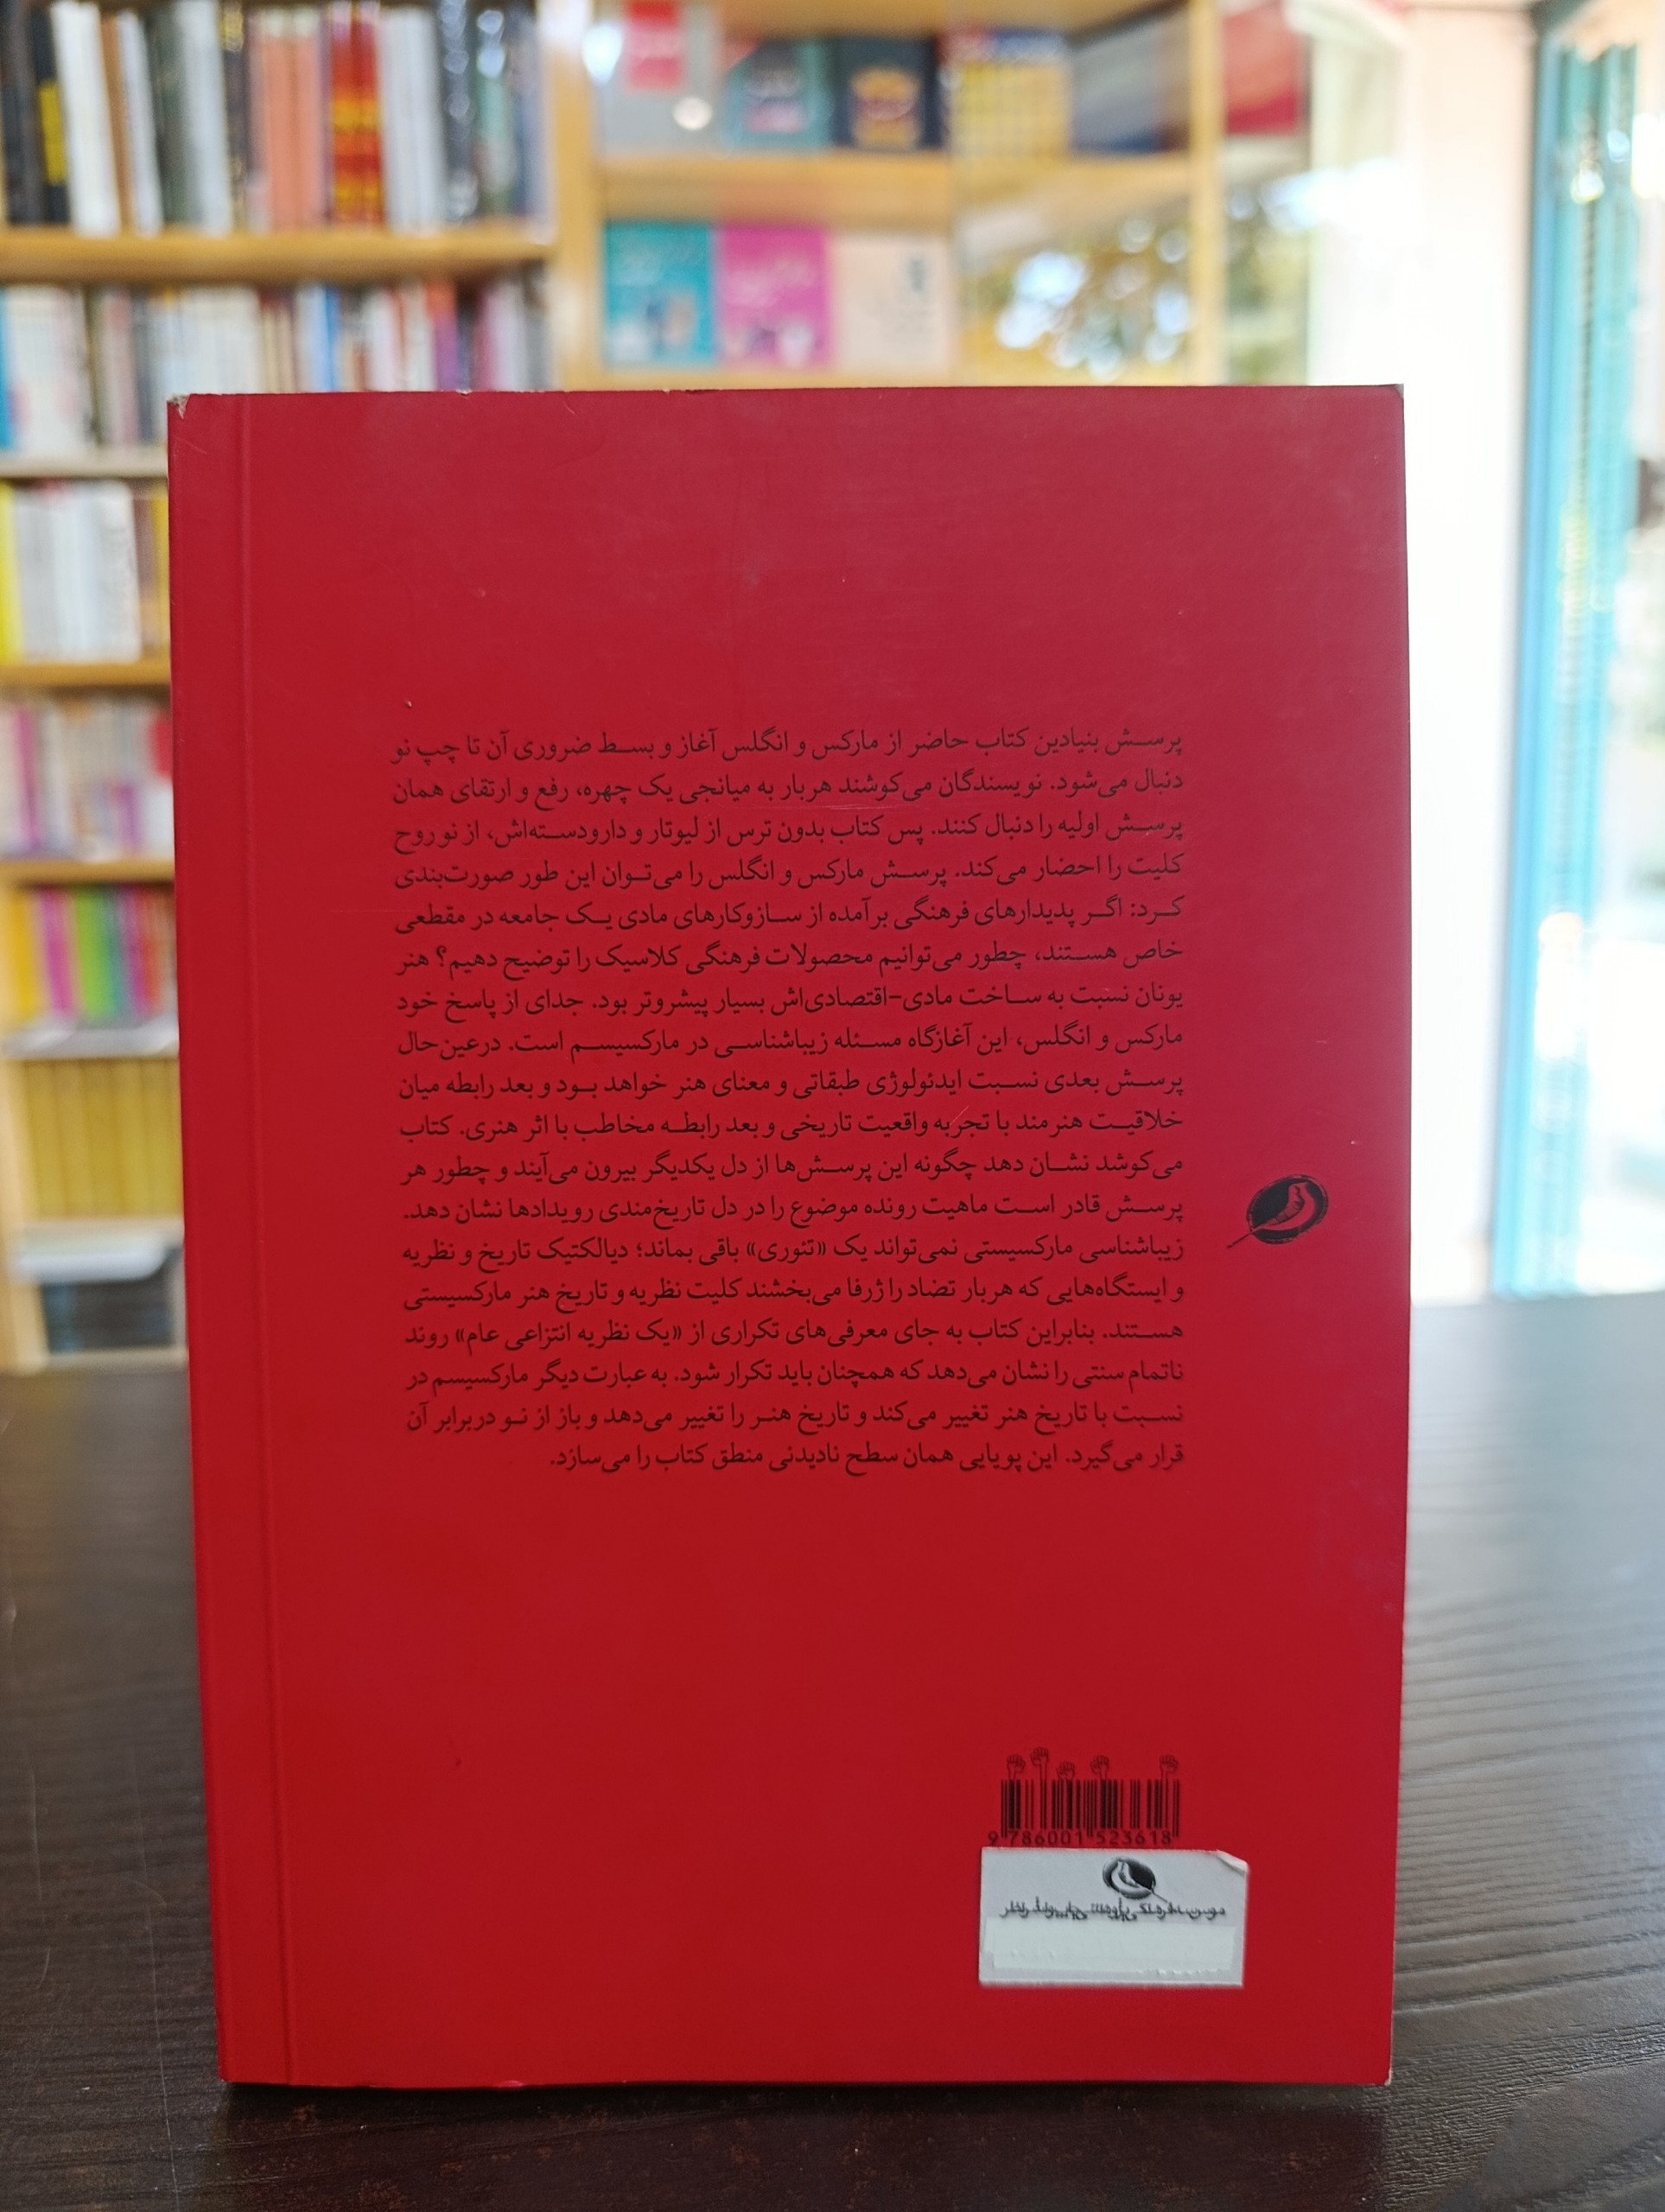 پرسش بنیادین کتاب حاضر از مارکس و انگلس آغاز و بسط ضروری آن تا چپ نو
دنبال می‌شود. نویسندگان می‌کوشند هربار به میانجی یک چهره، رفع و ارتقای همان
پرسش اولیه را دنبال کنند. پس کتاب بدون ترس از لیوتار و دارودسته‌اش، از نو روح
کلیت را احضار می‌کند. پرسش مارکس و انگلس را می‌توان این طور صورت‌بندی
کرد: اگر پدیدارهای فرهنگی برآمده از سازوکارهای مادی یک جامعه در مقطعی
خاص هستند، چطور می‌توانیم محصولات فرهنگی کلاسیک را توضیح دهیم؟ هنر
یونان نسبت به ساخت مادی-اقتصادی‌اش بسیار پیشروتر بود. جدای از پاسخ خود
مارکس و انگلس، این آغازگاه مسئله زیباشناسی در مارکسیسم است. درعین‌حال
پرسش بعدی نسبت ایدئولوژی طبقاتی و معنای هنر خواهد بود و بعد رابطه میان
خلاقیت هنرمند با تجربه واقعیت تاریخی و بعد رابطه مخاطب با اثر هنری. کتاب
می‌کوشد نشان دهد چگونه این پرسش‌ها از دل یکدیگر بیرون می‌آیند و چطور هر
پرسش قادر است ماهیت رونده موضوع را در دل تاریخ‌مندی رویدادها نشان دهد.
زیباشناسی مارکسیستی نمی‌تواند یک «تئوری» باقی بماند؛ دیالکتیک تاریخ و نظریه
و ایستگاه‌هایی که هربار تضاد را ژرفا می‌بخشند کلیت نظریه و تاریخ هنر مارکسیستی
هستند. بنابراین کتاب به جای معرفی‌های تکراری از «یک نظریه انتزاعی عام» روند
ناتمام سنتی را نشان می‌دهد که همچنان باید تکرار شود. به عبارت دیگر مارکسیسم در
نسبت با تاریخ هنر تغییر می‌کند و تاریخ هنر را تغییر می‌دهد و باز از نو دربرابر آن
قرار می‌گیرد. این پویایی همان سطح نادیدنی منطق کتاب را می‌سازد.
9 786001 523618